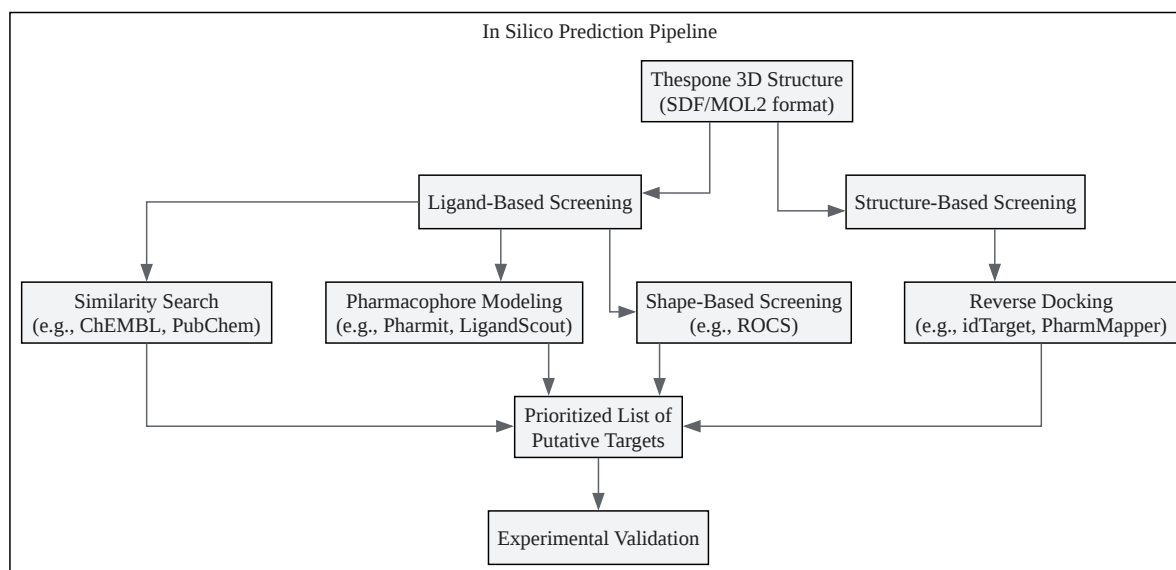 In Silico Prediction Pipeline
Thespone 3D Structure
(SDF/MOL2 format)
Ligand-Based Screening
Structure-Based Screening
Similarity Search
(e.g., ChEMBL, PubChem)
Pharmacophore Modeling
(e.g., Pharmit, LigandScout)
Shape-Based Screening
(e.g., ROCS)
Reverse Docking
(e.g., idTarget, PharmMapper)
Prioritized List of
Putative Targets
Experimental Validation